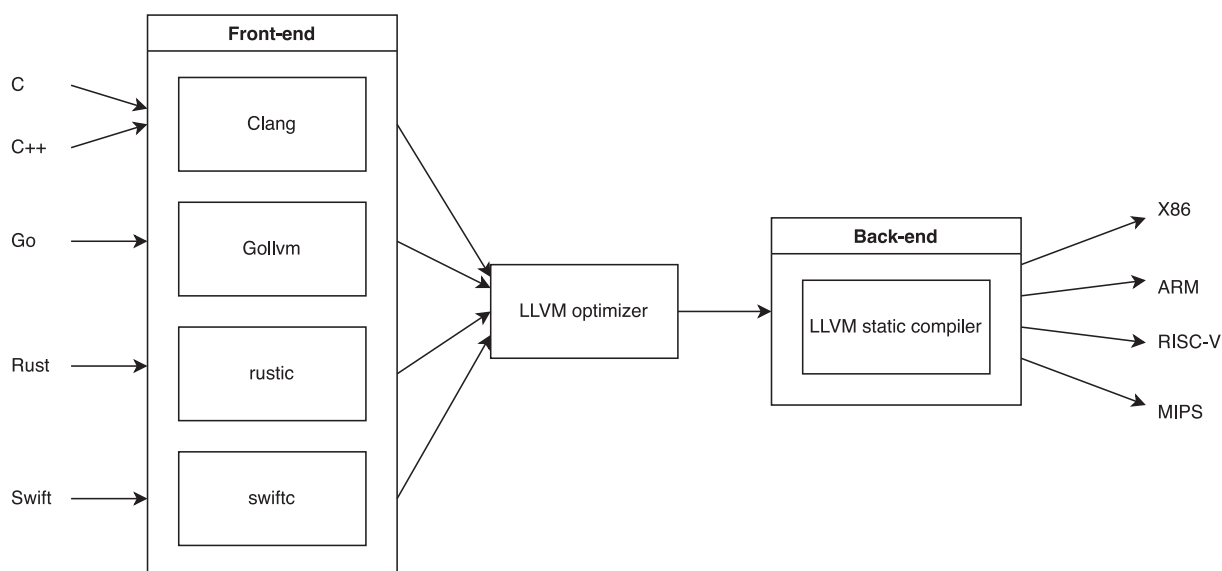 Front-end
C
C++
Clang
Go
Gollvm
Rust
rustic
Swift
swiftc
LLVM optimizer
Back-end
LLVM static compiler
X86
ARM
RISC-V
MIPS